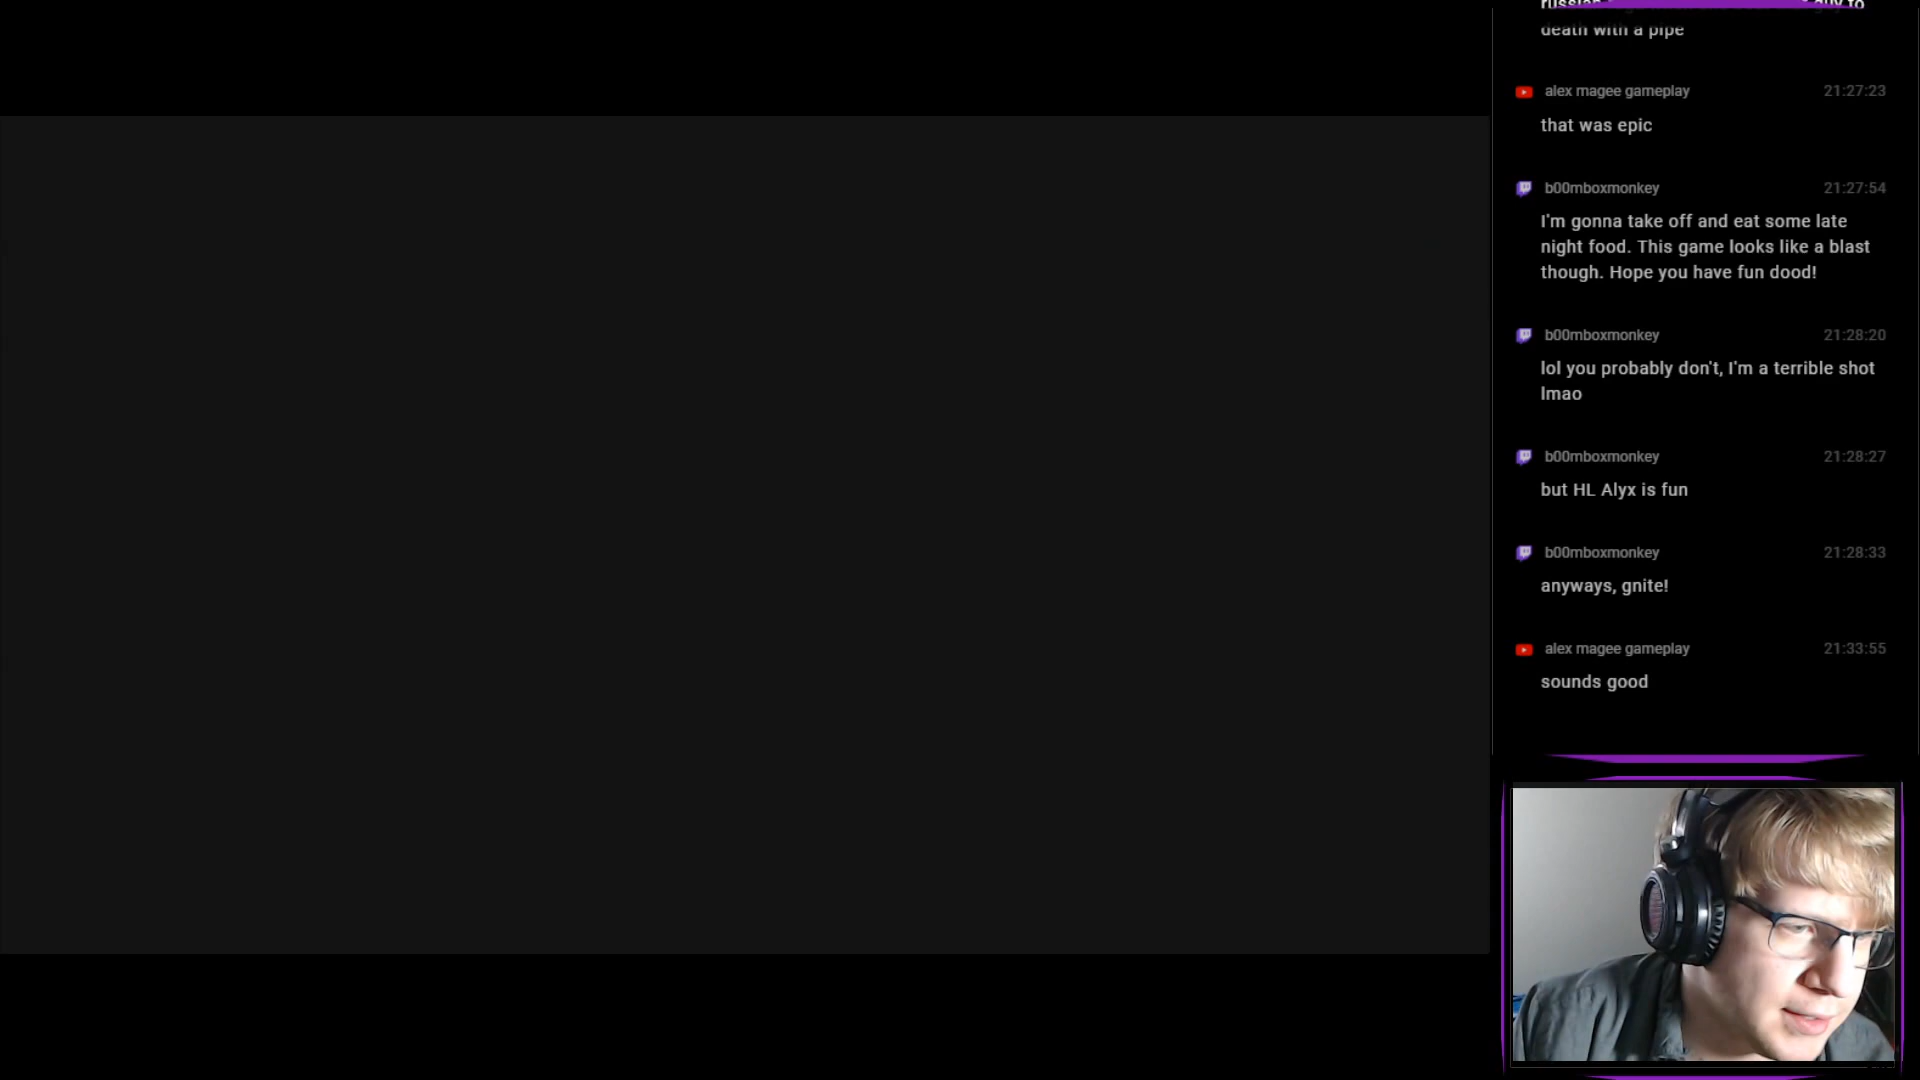 russian
guy to
death with a pipe
alex magee gameplay 21:27:23
that was epic
b00mboxmonkey 21:27:54
I'm gonna take off and eat some late
night food. This game looks like a blast
though. Hope you have fun dood!
b00mboxmonkey 21:28:20
lol you probably don't, I'm a terrible shot
lmao
b00mboxmonkey 21:28:27
but HL Alyx is fun
b00mboxmonkey 21:28:33
anyways, gnite!
alex magee gameplay 21:33:55
sounds good